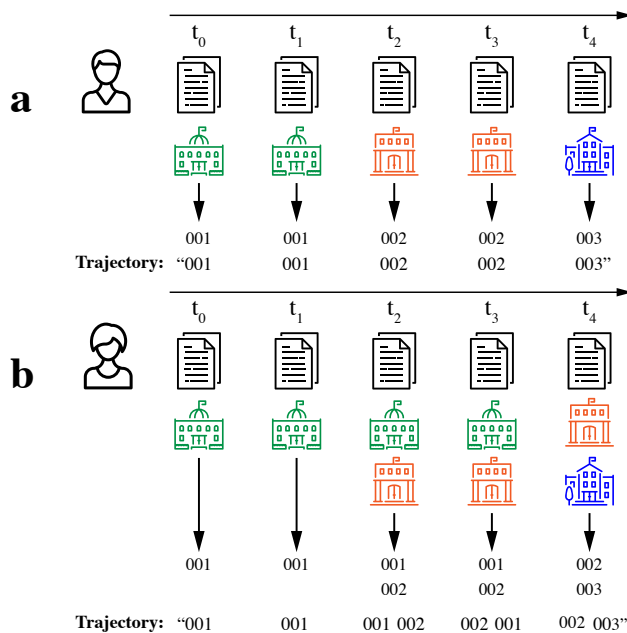 t0 t1 t2 t3 t4
a
001 001 002 002 003
Trajectory: “001 001 002 002 003”
t0 t1 t2 t3 t4
b
001 001 001 001 002
002 002 003
Trajectory: “001 001 001 002 002 001 002 003”